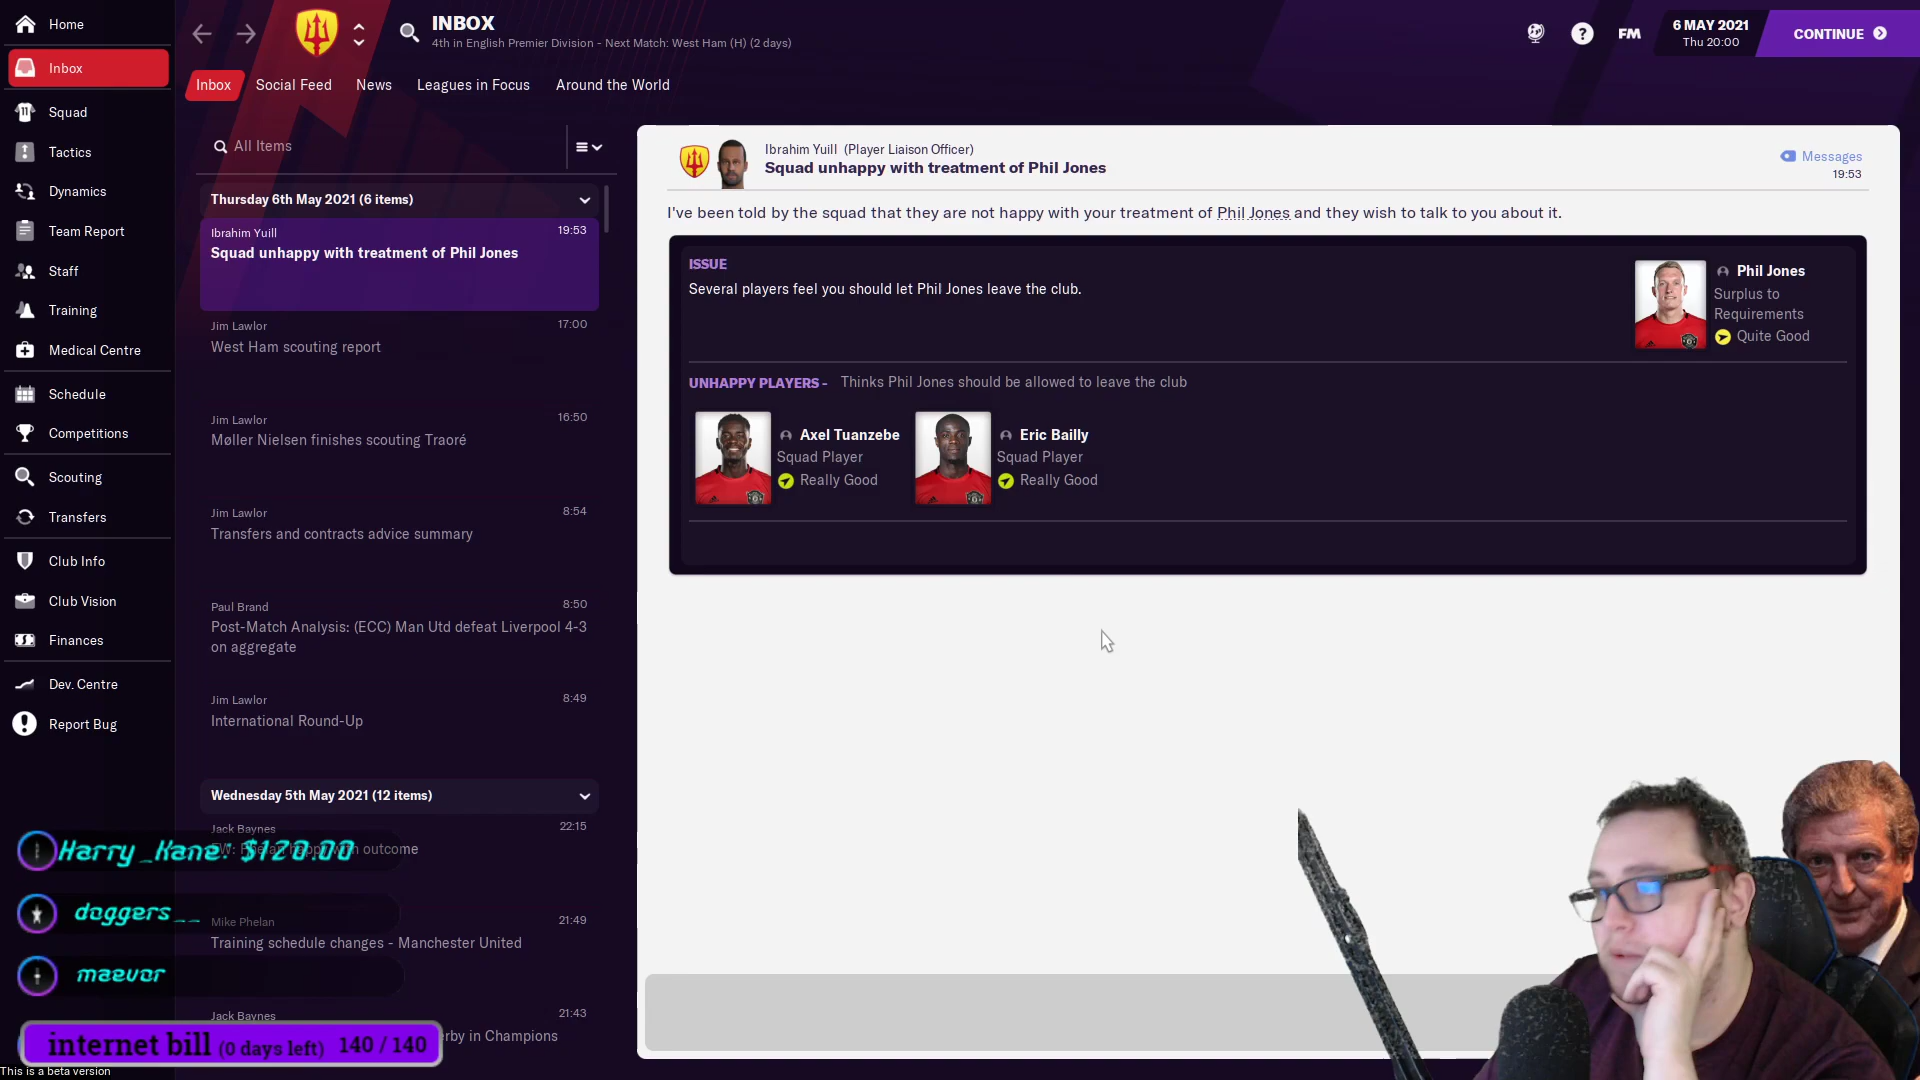 Home
Inbox
Squad
Tactics
Dynamics
Team Report
Staff
Training
Medical Centre
Schedule
Competitions
Scouting
Transfers
Club Info
Club Vision
Finances
Dev. Centre
Report Bug
INBOX
4th in English Premier Division - Next Match: West Ham (H) (2 days)
FM
6 MAY 2021
Thu 20:00
CONTINUE
Inbox
Social Feed
News
Leagues in Focus
Around the World
All Items
Thursday 6th May 2021 (6 items)
Ibrahim Yuill 19:53
Squad unhappy with treatment of Phil Jones
Jim Lawlor 17:00
West Ham scouting report
Jim Lawlor 16:50
Møller Nielsen finishes scouting Traoré
Jim Lawlor 8:54
Transfers and contracts advice summary
Paul Brand 8:50
Post-Match Analysis: (ECC) Man Utd defeat Liverpool 4-3
on aggregate
Jim Lawlor 8:49
International Round-Up
Wednesday 5th May 2021 (12 items)
Jack Baynes 22:15
FW: Phelan happy with outcome
Mike Phelan 21:49
Training schedule changes - Manchester United
Jack Baynes 21:43
erby in Champions
Ibrahim Yuill (Player Liaison Officer)
Squad unhappy with treatment of Phil Jones
Messages
19:53
I've been told by the squad that they are not happy with your treatment of Phil Jones and they wish to talk to you about it.
ISSUE
Several players feel you should let Phil Jones leave the club.
Phil Jones
Surplus to
Requirements
Quite Good
UNHAPPY PLAYERS - Thinks Phil Jones should be allowed to leave the club
Axel Tuanzebe
Squad Player
Really Good
Eric Bailly
Squad Player
Really Good
Harry_Kane: $120.00
daggers__
maevor
internet bill (0 days left) 140 / 140
This is a beta version